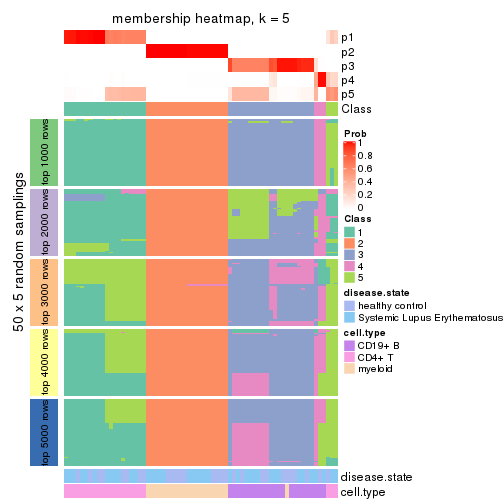 membership heatmap, k = 5
p1
p2
p3
p4
p5
Class
50 x 5 random samplings
top 1000 rows
top 2000 rows
top 3000 rows
top 4000 rows
top 5000 rows
Prob
1
0.8
0.6
0.4
0.2
0
Class
1
2
3
4
5
disease.state
healthy control
Systemic Lupus Erythematosus
cell.type
CD19+ B
CD4+ T
myeloid
disease.state
cell.type